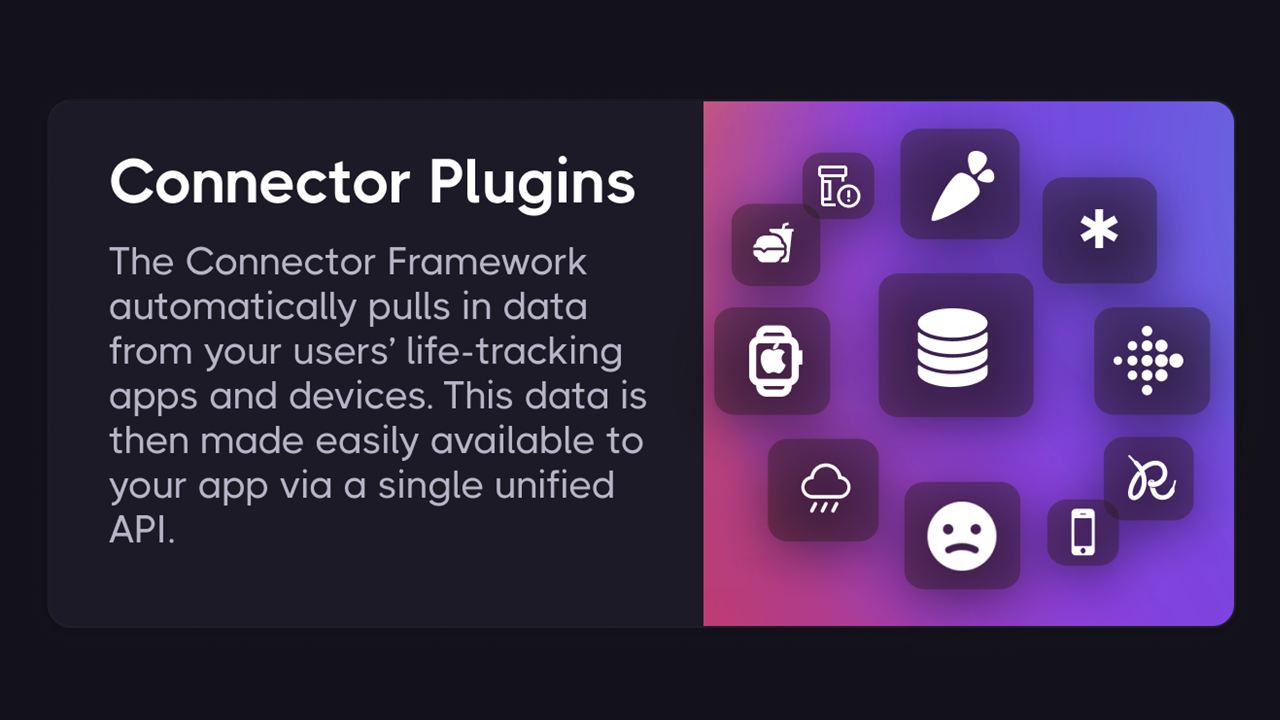 Connector Plugins
The Connector Framework
automatically pulls in data
from your users’ life-tracking
apps and devices. This data is
then made easily available to
your app via a single unified
API.